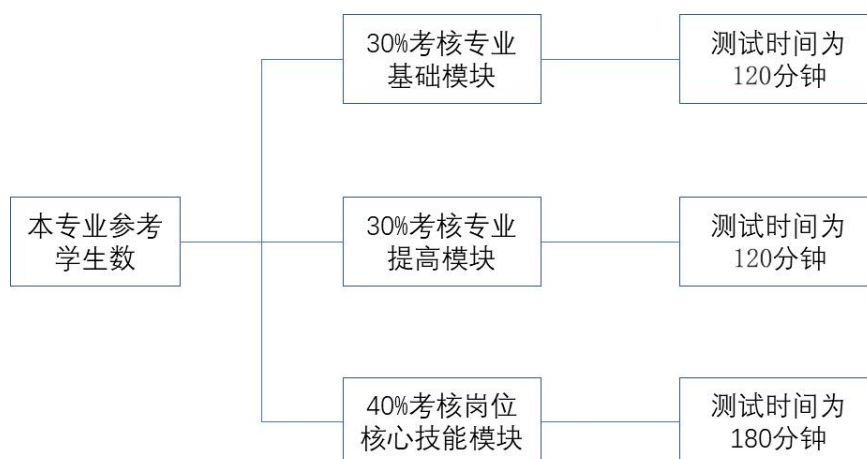 30%考核专业
基础模块
测试时间为
120分钟
本专业参考
学生数
30%考核专业
提高模块
测试时间为
120分钟
40%考核岗位
核心技能模块
测试时间为
180分钟